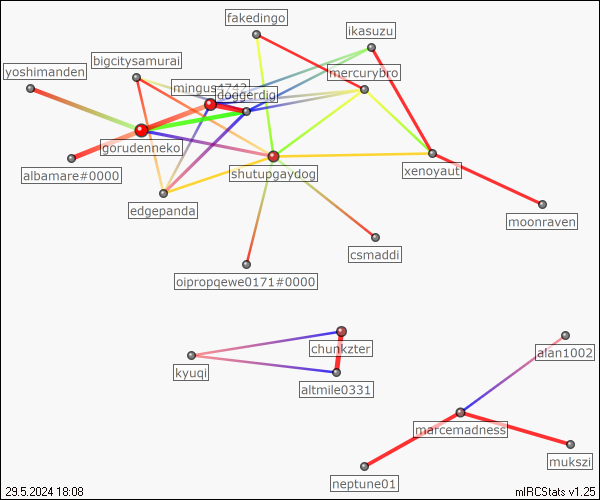 fakedingo
ikasuzu
bigcitysamurai
yoshimanden
mercurybro
mingus4742
doggerdig
gorudenneko
albamare#0000
shutupgaydog
xenoyaut
edgepanda
moonraven
csmaddi
oipropqewe0171#0000
chunkzter
alan1002
kyuqi
altmile0331
marcemadness
mukszi
neptune01
29.5.2024 18:08
mIRCStats v1.25